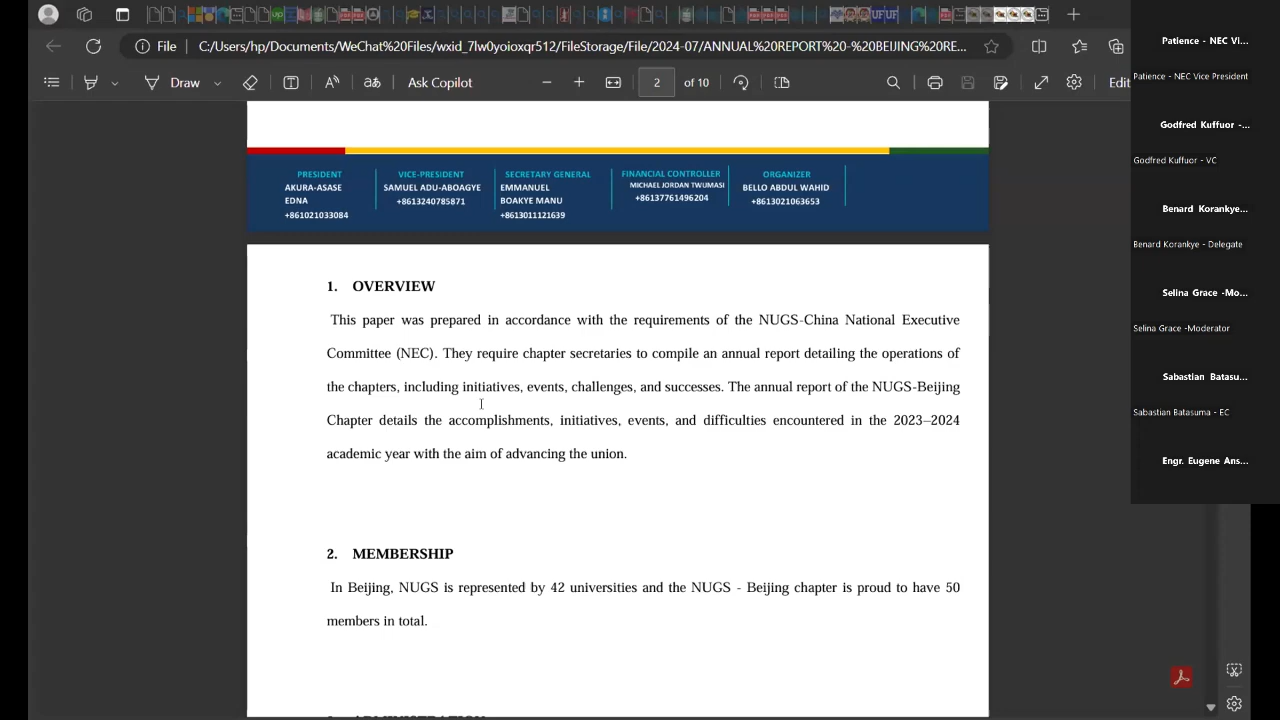 File
C:/Users/hp/Documents/WeChat%20Files/wxid_7lw0yoioxqr512/FileStorage/File/2024-07/ANNUAL%20REPORT%20-%20BEIJING%20RE...
Draw
Ask Copilot
2 of 10
Edit
PRESIDENT
AKURA-ASASE
EDNA
+861021033084
VICE-PRESIDENT
SAMUEL ADU-ABOAGYE
+8613240785871
SECRETARY GENERAL
EMMANUEL
BOAKYE MANU
+8613011121639
FINANCIAL CONTROLLER
MICHAEL JORDAN TWUMASI
+86137761496204
ORGANIZER
BELLO ABDUL WAHID
+8613021063653
1. OVERVIEW
This paper was prepared in accordance with the requirements of the NUGS-China National Executive
Committee (NEC). They require chapter secretaries to compile an annual report detailing the operations of
the chapters, including initiatives, events, challenges, and successes. The annual report of the NUGS-Beijing
Chapter details the accomplishments, initiatives, events, and difficulties encountered in the 2023–2024
academic year with the aim of advancing the union.
2. MEMBERSHIP
In Beijing, NUGS is represented by 42 universities and the NUGS - Beijing chapter is proud to have 50
members in total.
Patience - NEC Vi...
Patience - NEC Vice President
Godfred Kuffuor -...
Godfred Kuffuor - VC
Benard Korankye...
Benard Korankye - Delegate
Selina Grace -Mo...
Selina Grace -Moderator
Sabastian Batasu...
Sabastian Batasuma - EC
Engr. Eugene Ans...